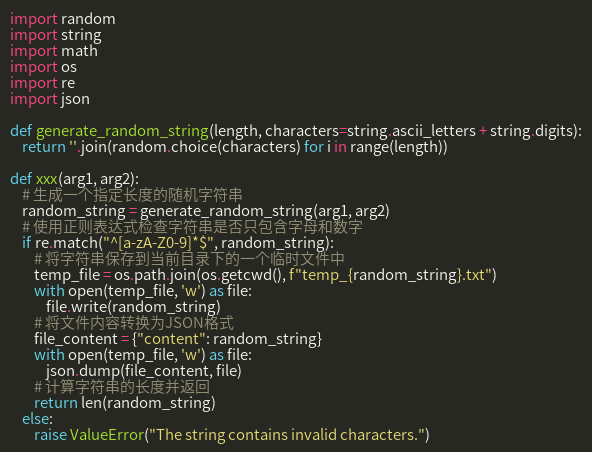 import random
import string
import math
import os
import re
import json

def generate_random_string(length, characters=string.ascii_letters + string.digits):
    return ''.join(random.choice(characters) for i in range(length))

def xxx(arg1, arg2):
    # 生成一个指定长度的随机字符串
    random_string = generate_random_string(arg1, arg2)
    # 使用正则表达式检查字符串是否只包含字母和数字
    if re.match("^[a-zA-Z0-9]*$", random_string):
        # 将字符串保存到当前目录下的一个临时文件中
        temp_file = os.path.join(os.getcwd(), f"temp_{random_string}.txt")
        with open(temp_file, 'w') as file:
            file.write(random_string)
        # 将文件内容转换为JSON格式
        file_content = {"content": random_string}
        with open(temp_file, 'w') as file:
            json.dump(file_content, file)
        # 计算字符串的长度并返回
        return len(random_string)
    else:
        raise ValueError("The string contains invalid characters.")